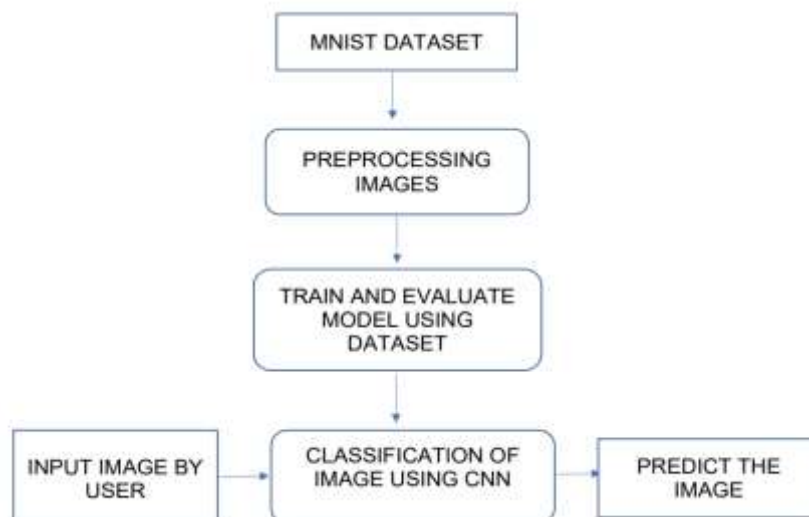 MNIST DATASET
PREPROCESSING
IMAGES
TRAIN AND EVALUATE
MODEL USING
DATASET
INPUT IMAGE BY
USER
CLASSIFICATION OF
IMAGE USING CNN
PREDICT THE
IMAGE